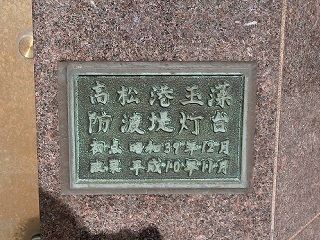 高松港玉藻
防波堤灯台
初点 昭和39年12月
改築 平成10年11月